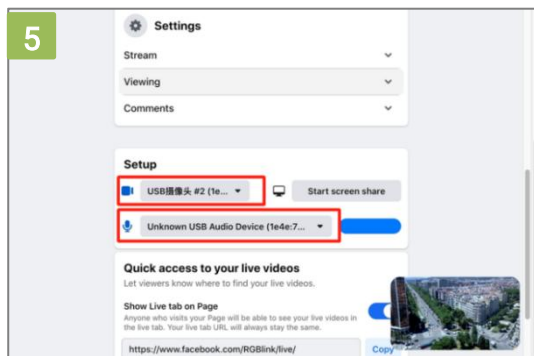 5
Settings
Stream
Viewing
Comments
Setup
USB摄像头 #2 (1e...
Start screen share
Unknown USB Audio Device (1e4e:7...
Quick access to your live videos
Let viewers know where to find your live videos.
Show Live tab on Page
Anyone who visits your Page will be able to see your live videos in
the live tab. Your live tab URL will always stay the same.
https://www.facebook.com/RGBlink/live/
Copy